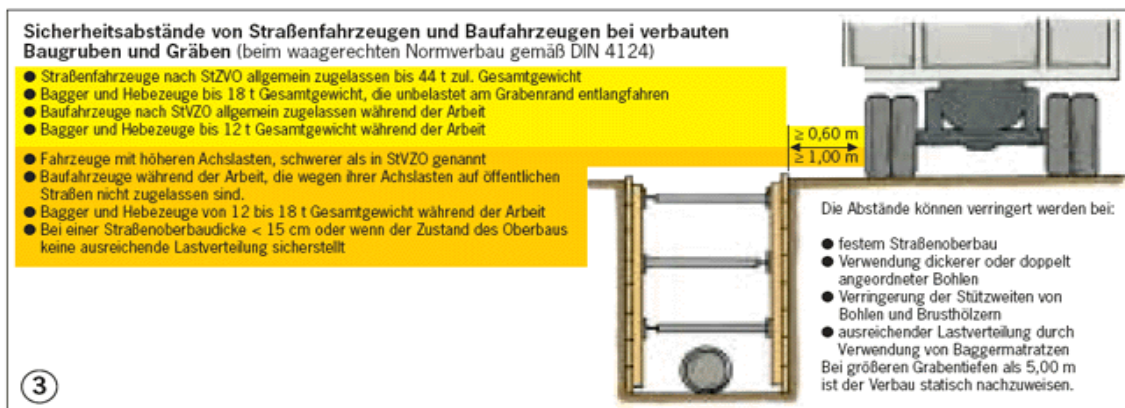 Sicherheitsabstände von Straßenfahrzeugen und Baufahrzeugen bei verbauten
Baugruben und Gräben (beim waagerechten Normverbau gemäß DIN 4124)
● Straßenfahrzeuge nach StZVO allgemein zugelassen bis 44 t zul. Gesamtgewicht
● Bagger und Hebezeuge bis 18 t Gesamtgewicht, die unbelastet am Grabenrand entlangfahren
● Baufahrzeuge nach StVZO allgemein zugelassen während der Arbeit
● Bagger und Hebezeuge bis 12 t Gesamtgewicht während der Arbeit
● Fahrzeuge mit höheren Achslasten, schwerer als in StVZO genannt
● Baufahrzeuge während der Arbeit, die wegen ihrer Achslasten auf öffentlichen
Straßen nicht zugelassen sind.
● Bagger und Hebezeuge von 12 bis 18 t Gesamtgewicht während der Arbeit
● Bei einer Straßenoberbaudicke < 15 cm oder wenn der Zustand des Oberbaus
keine ausreichende Lastverteilung sicherstellt
≥ 0,60 m
≥ 1,00 m
Die Abstände können verringert werden bei:
● festem Straßenoberbau
● Verwendung dickerer oder doppelt
angeordneter Bohlen
● Verringerung der Stützweiten von
Bohlen und Brusthölzern
● ausreichender Lastverteilung durch
Verwendung von Baggermatratzen
Bei größeren Grabentiefen als 5,00 m
ist der Verbau statisch nachzuweisen.
3